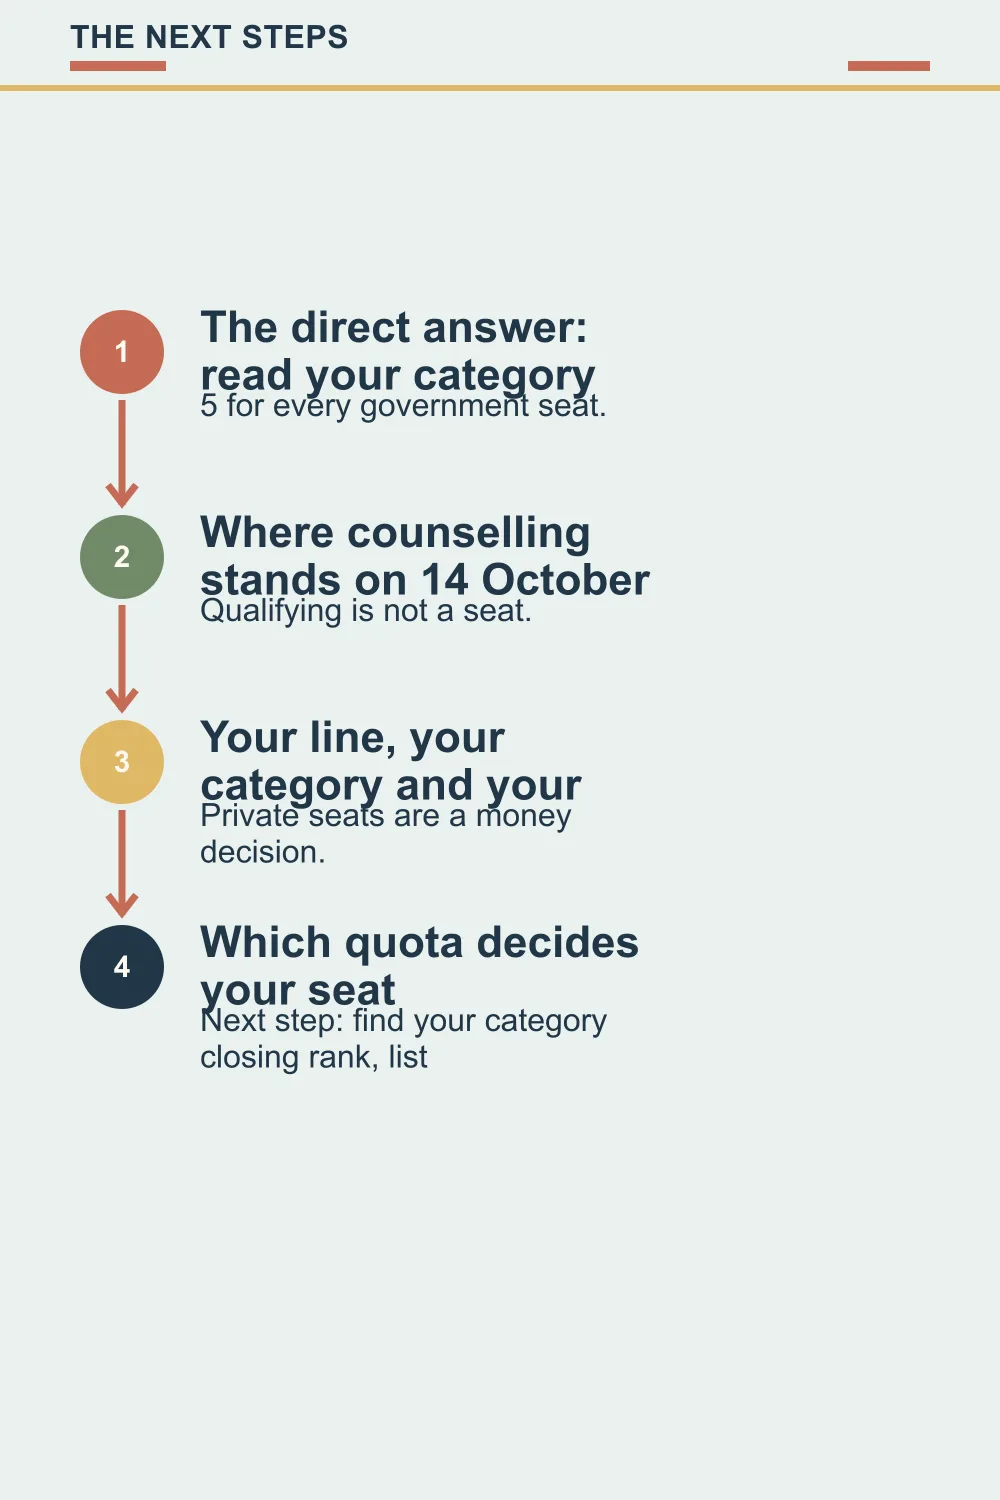 THE NEXT STEPS
1
The direct answer:
read your category
5 for every government seat.
2
Where counselling
stands on 14 October
Qualifying is not a seat.
3
Your line, your
category and your
Private seats are a money
decision.
4
Which quota decides
your seat
Next step: find your category
closing rank, list